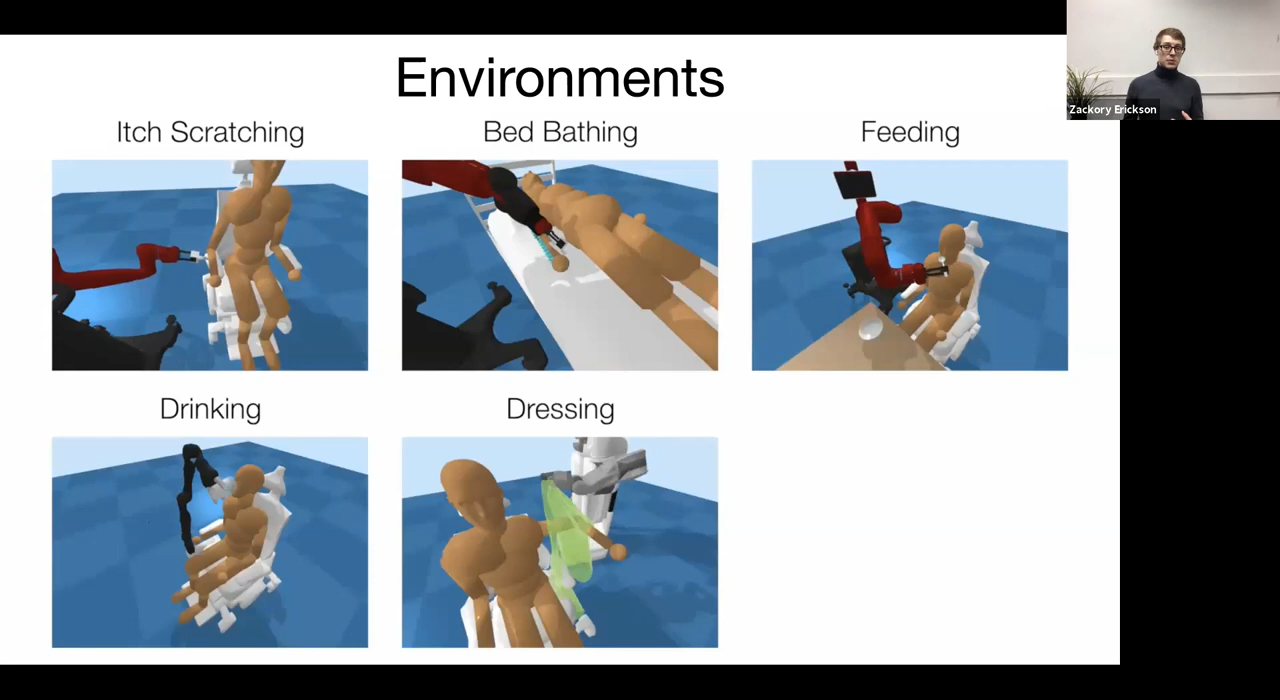 Environments
Itch Scratching
Bed Bathing
Feeding
Drinking
Dressing
Zackory Erickson